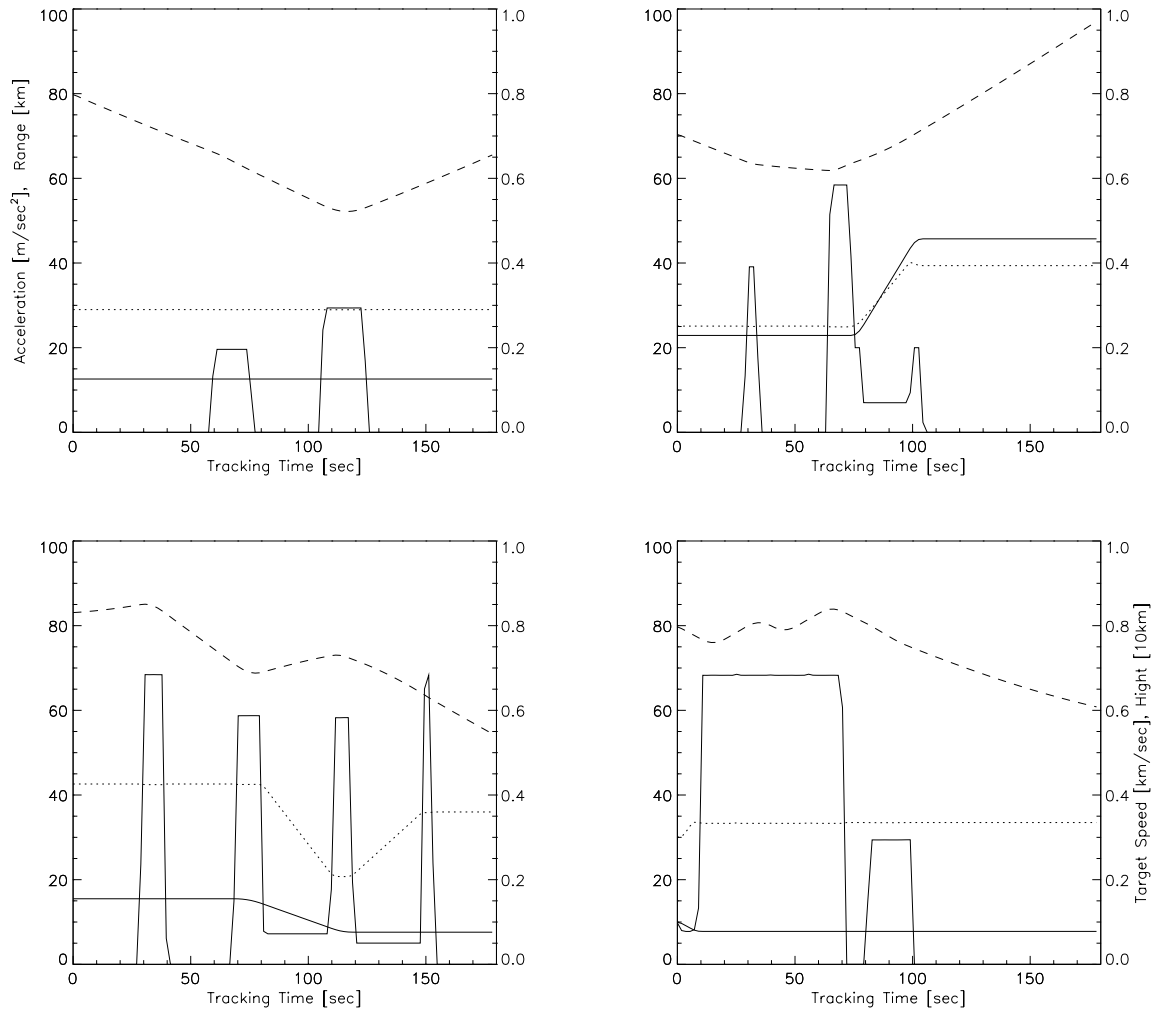 100 1.0 100 1.0
80 0.8 80 0.8
60 0.6 60 0.6
40 0.4 40 0.4
20 0.2 20 0.2
0 0.0 0 0.0
0 50 100 150 0 50 100 150
Acceleration [m/sec2], Range [km]
Tracking Time [sec] Tracking Time [sec]
100 1.0 100 1.0
80 0.8 80 0.8
60 0.6 60 0.6
40 0.4 40 0.4
20 0.2 20 0.2
0 0.0 0 0.0
0 50 100 150 0 50 100 150
Target Speed [km/sec], Hight [10km]
Tracking Time [sec] Tracking Time [sec]